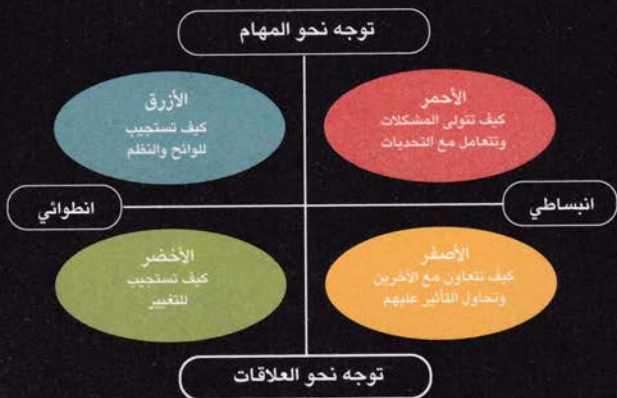 توجه نحو المهام
الأحمر
كيف تتولى المشكلات
وتتعامل مع التحديات
الأزرق
كيف تستجيب
للوائح والنظم
انبساطي
انطوائي
الأصفر
كيف تتعاون مع الآخرين
وتحاول التأثير عليهم
الأخضر
كيف تستجيب
للتغيير
توجه نحو العلاقات